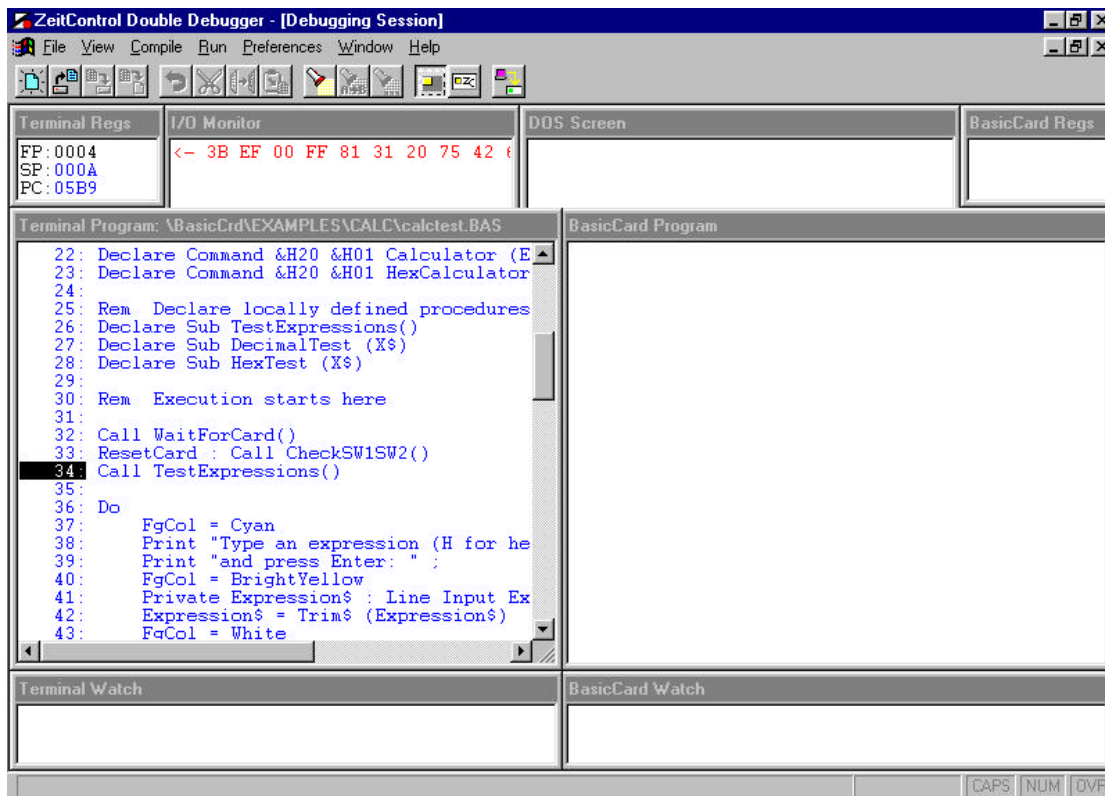 ZeitControl Double Debugger - [Debugging Session]
File View Compile Run Preferences Window Help
Terminal Regs
FP:0004
SP:000A
PC:05B9
I/O Monitor
<- 3B EF 00 FF 81 31 20 75 42
DOS Screen
BasicCard Regs
Terminal Program: \BasicCrd\EXAMPLES\CALC\calctest.BAS
22: Declare Command &H20 &H01 Calculator (E
23: Declare Command &H20 &H01 HexCalculator
24:
25: Rem Declare locally defined procedures
26: Declare Sub TestExpressions()
27: Declare Sub DecimalTest (X$)
28: Declare Sub HexTest (X$)
29:
30: Rem Execution starts here
31:
32: Call WaitForCard()
33: ResetCard : Call CheckSW1SW2()
34: Call TestExpressions()
35:
36: Do
37: FgCol = Cyan
38: Print "Type an expression (H for he
39: Print "and press Enter: " ;
40: FgCol = BrightYellow
41: Private Expression$ : Line Input Ex
42: Expression$ = Trim$ (Expression$)
43: FgCol = White
BasicCard Program
Terminal Watch
BasicCard Watch
CAPS NUM OVR